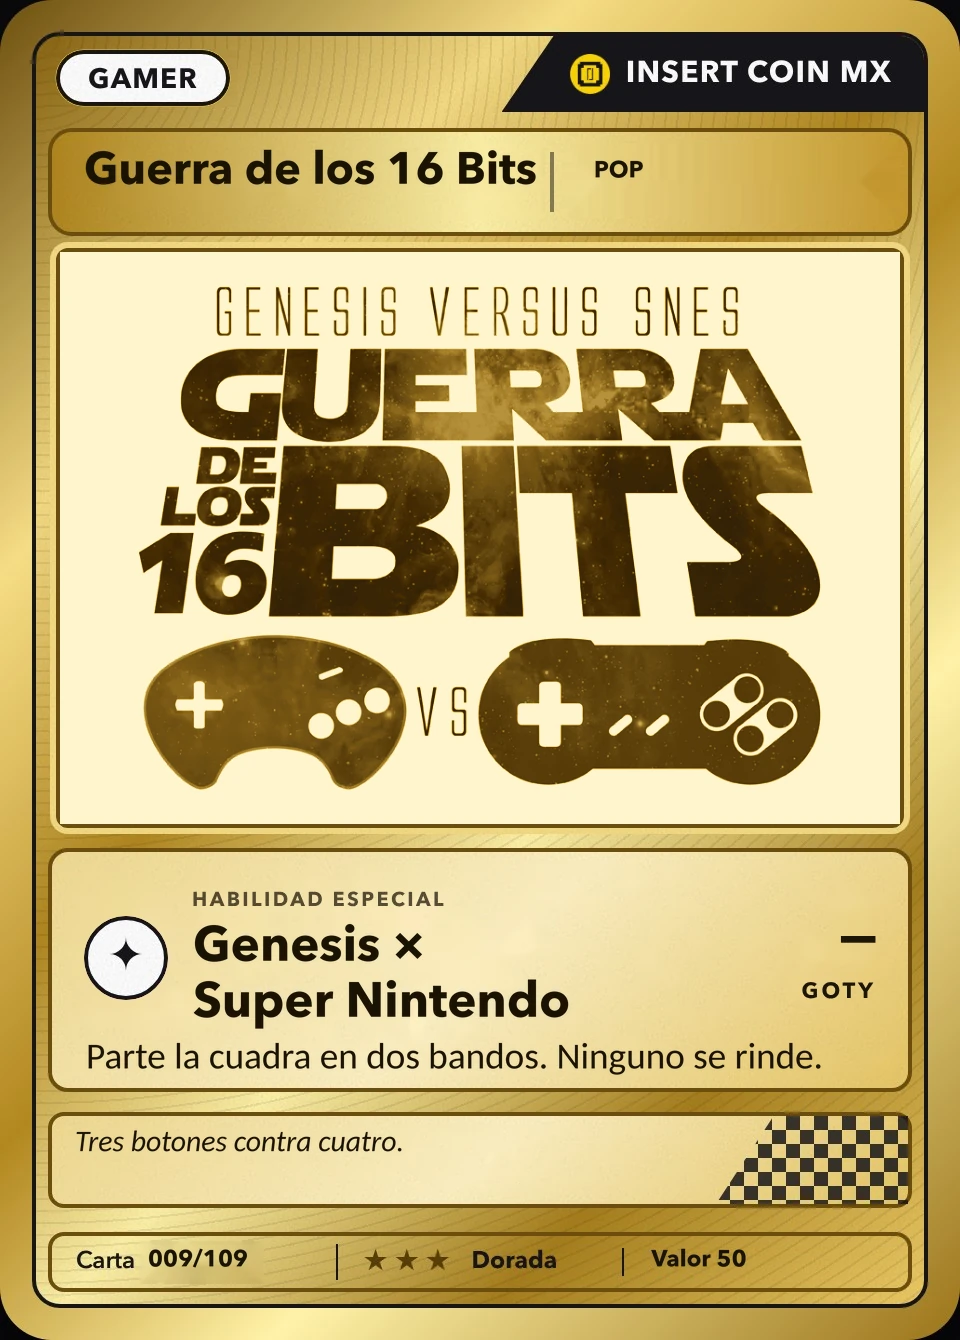 GAMER
INSERT COIN MX
Guerra de los 16 Bits
POP
GENESIS VERSUS SNES
GUERRA
DE
LOS
16
BITS
VS
HABILIDAD ESPECIAL
Genesis ×
Super Nintendo
—
GOTY
Parte la cuadra en dos bandos. Ninguno se rinde.
Tres botones contra cuatro.
Carta 009/109
★★★ Dorada
Valor 50